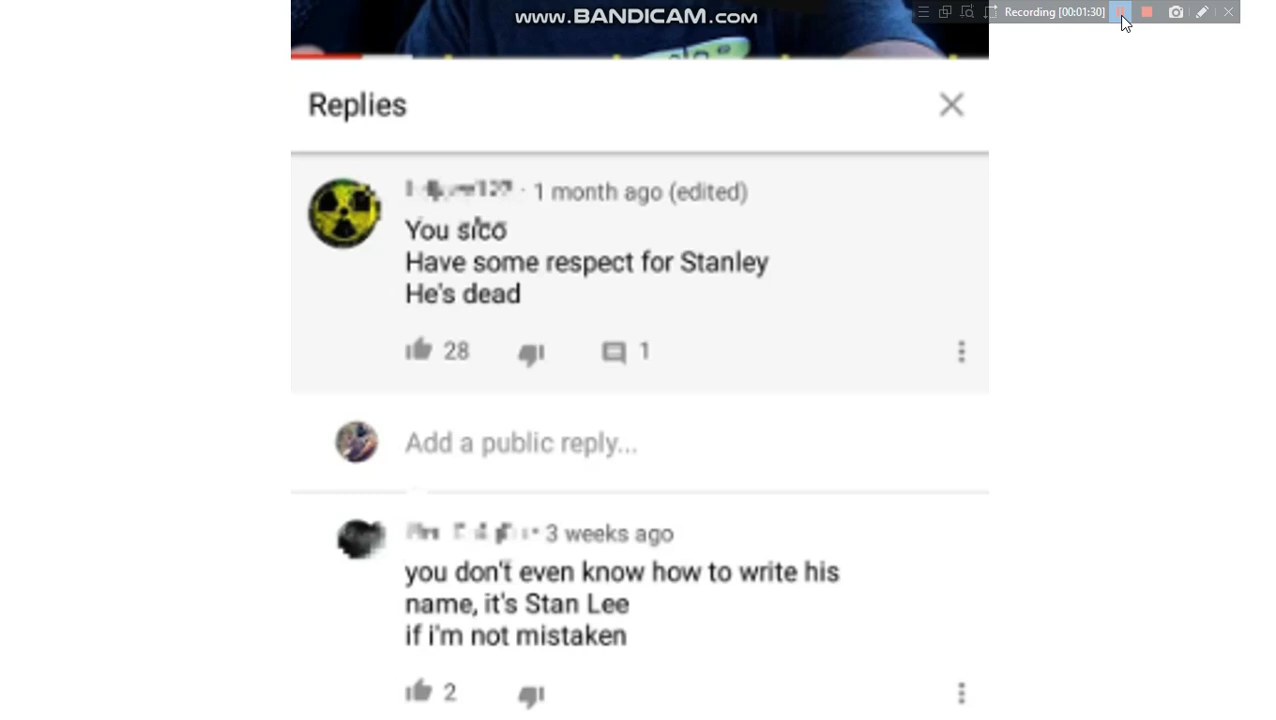 www.BANDICAM.com
Recording [00:01:30]
Replies
· 1 month ago (edited)
You sico
Have some respect for Stanley
He's dead
28 1
Add a public reply...
· 3 weeks ago
you don't even know how to write his
name, it's Stan Lee
if i'm not mistaken
2